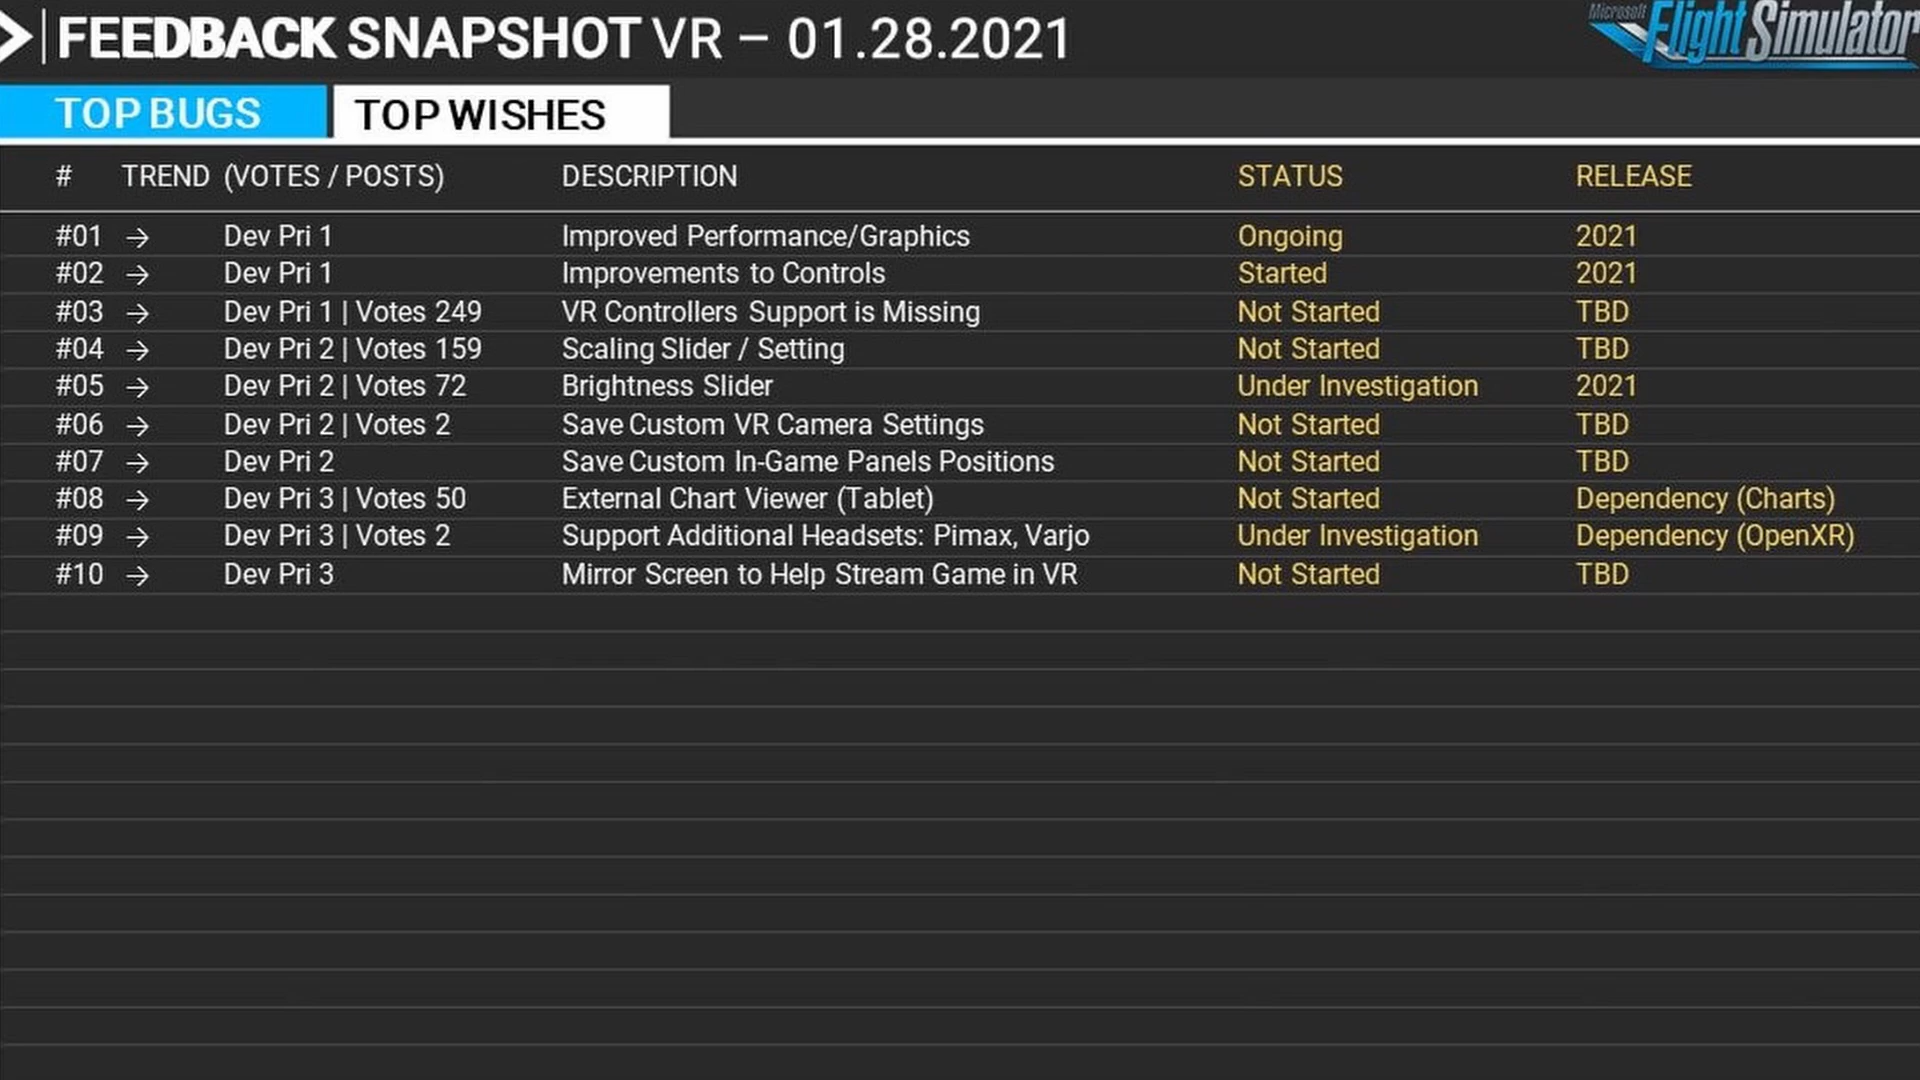 FEEDBACK SNAPSHOT VR – 01.28.2021
Microsoft Flight Simulator
TOP BUGS TOP WISHES
# TREND (VOTES / POSTS) DESCRIPTION STATUS RELEASE
#01 → Dev Pri 1 Improved Performance/Graphics Ongoing 2021
#02 → Dev Pri 1 Improvements to Controls Started 2021
#03 → Dev Pri 1 | Votes 249 VR Controllers Support is Missing Not Started TBD
#04 → Dev Pri 2 | Votes 159 Scaling Slider / Setting Not Started TBD
#05 → Dev Pri 2 | Votes 72 Brightness Slider Under Investigation 2021
#06 → Dev Pri 2 | Votes 2 Save Custom VR Camera Settings Not Started TBD
#07 → Dev Pri 2 Save Custom In-Game Panels Positions Not Started TBD
#08 → Dev Pri 3 | Votes 50 External Chart Viewer (Tablet) Not Started Dependency (Charts)
#09 → Dev Pri 3 | Votes 2 Support Additional Headsets: Pimax, Varjo Under Investigation Dependency (OpenXR)
#10 → Dev Pri 3 Mirror Screen to Help Stream Game in VR Not Started TBD